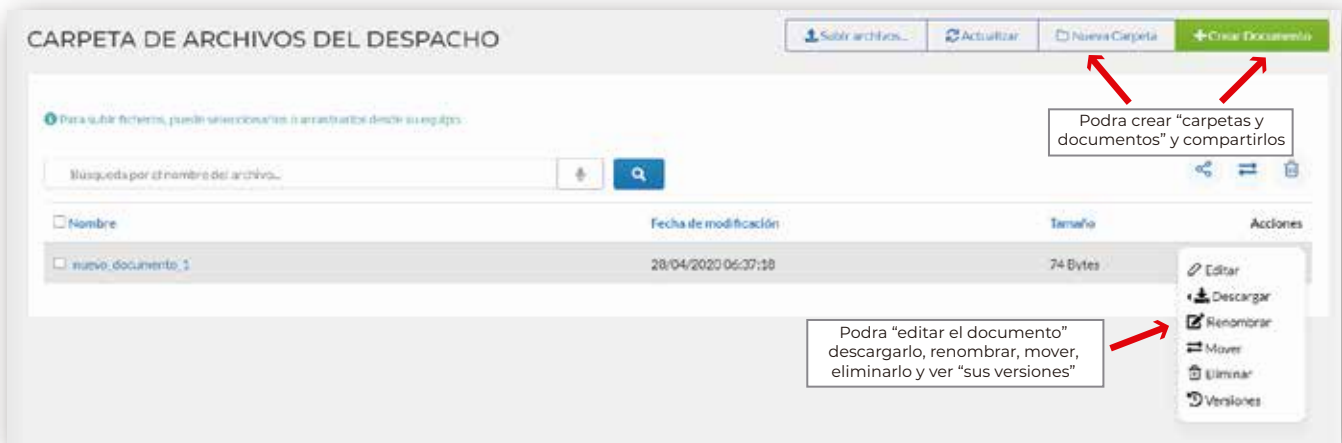 CARPETA DE ARCHIVOS DEL DESPACHO
Subir archivos...
Actualizar
Nueva Carpeta
Crear Documento
Podra crear “carpetas y
documentos” y compartirlos
Para subir ficheros, puede seleccionarlos o arrastrarlos desde su equipo.
Búsqueda por el nombre del archivo...
Nombre
Fecha de modificación
Tamaño
Acciones
nuevo_documento_1
28/04/2020 06:37:18
74 Bytes
Editar
Descargar
Renombrar
Mover
Eliminar
Versiones
Podra “editar el documento”
descargarlo, renombrar, mover,
eliminarlo y ver “sus versiones”